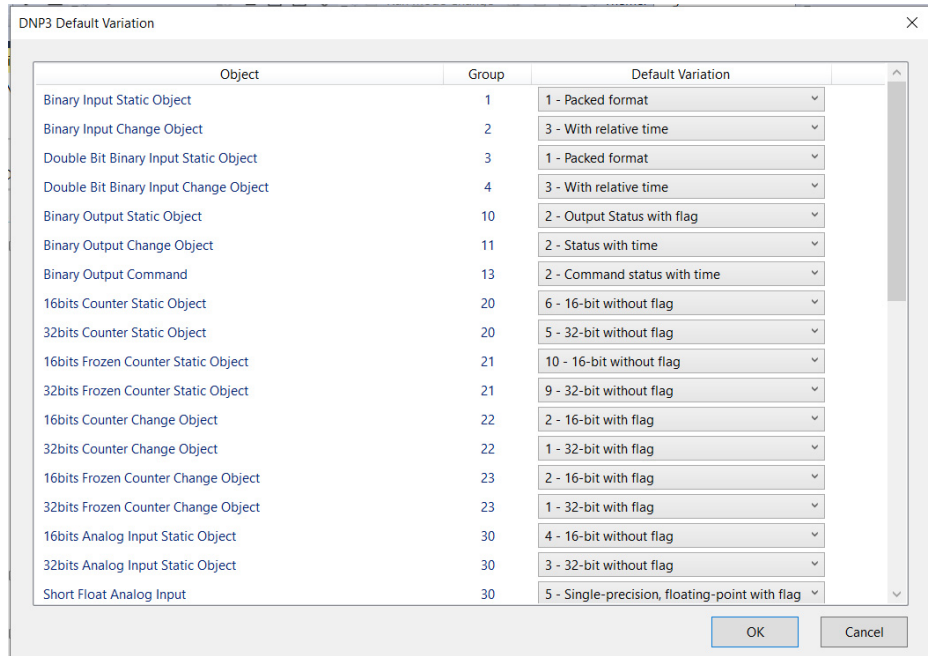 DNP3 Default Variation
Object Group Default Variation
Binary Input Static Object 1 1 - Packed format
Binary Input Change Object 2 3 - With relative time
Double Bit Binary Input Static Object 3 1 - Packed format
Double Bit Binary Input Change Object 4 3 - With relative time
Binary Output Static Object 10 2 - Output Status with flag
Binary Output Change Object 11 2 - Status with time
Binary Output Command 13 2 - Command status with time
16bits Counter Static Object 20 6 - 16-bit without flag
32bits Counter Static Object 20 5 - 32-bit without flag
16bits Frozen Counter Static Object 21 10 - 16-bit without flag
32bits Frozen Counter Static Object 21 9 - 32-bit without flag
16bits Counter Change Object 22 2 - 16-bit with flag
32bits Counter Change Object 22 1 - 32-bit with flag
16bits Frozen Counter Change Object 23 2 - 16-bit with flag
32bits Frozen Counter Change Object 23 1 - 32-bit with flag
16bits Analog Input Static Object 30 4 - 16-bit without flag
32bits Analog Input Static Object 30 3 - 32-bit without flag
Short Float Analog Input 30 5 - Single-precision, floating-point with flag
OK Cancel